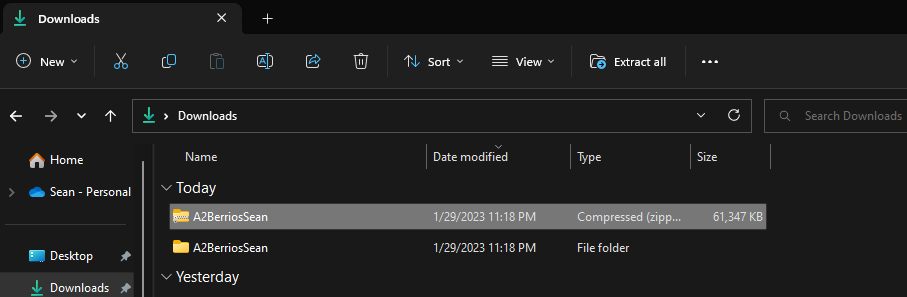 Downloads
New
Sort
View
Extract all
Downloads
Search Downloads
Home
Sean - Personal
Desktop
Downloads
Name Date modified Type Size
Today
A2BerriosSean 1/29/2023 11:18 PM Compressed (zipp... 61,347 KB
A2BerriosSean 1/29/2023 11:18 PM File folder
Yesterday